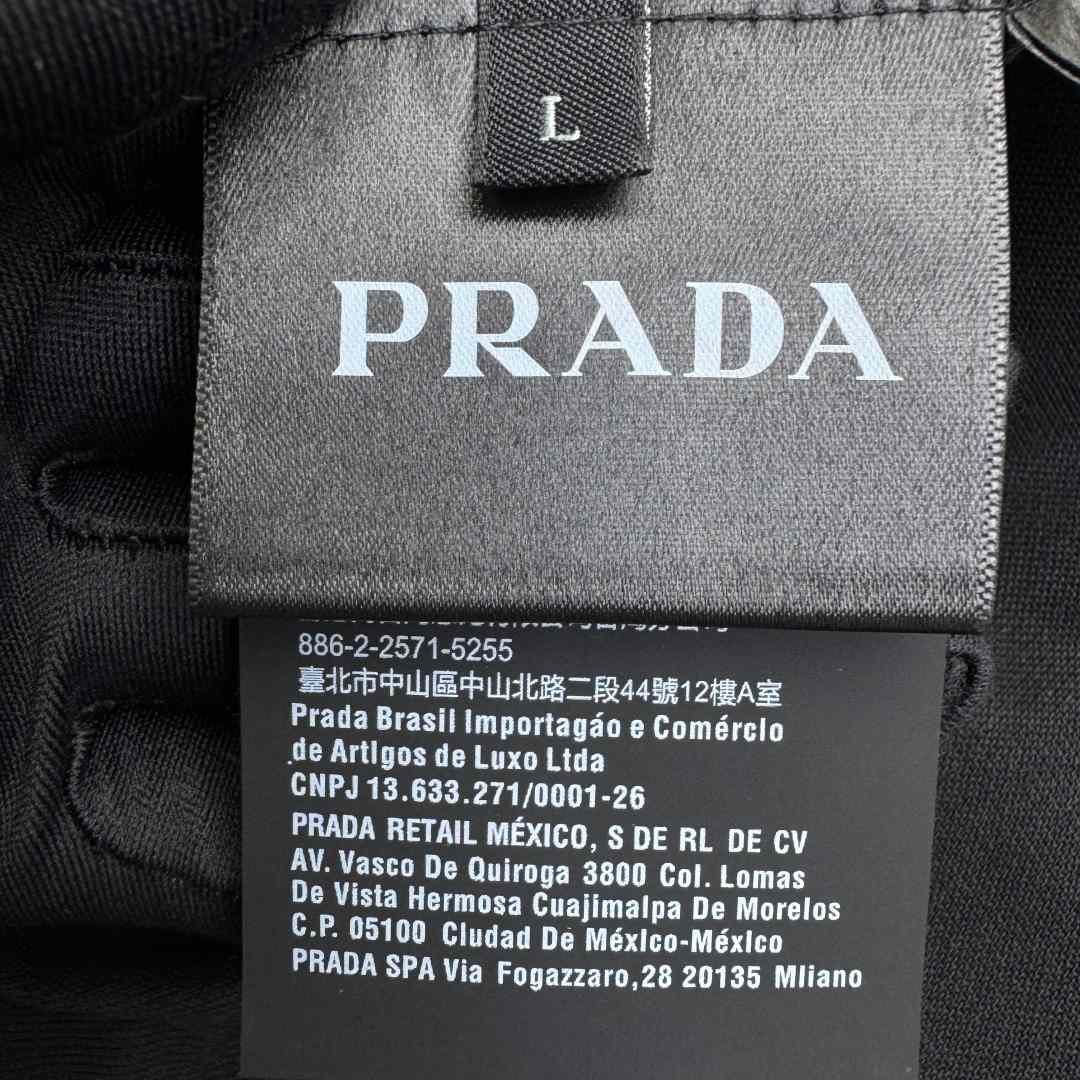 L
PRADA
886-2-2571-5255
臺北市中山區中山北路二段44號12樓A室
Prada Brasil Importagáo e Comérclo
de Artlgos de Luxo Ltda
CNPJ 13.633.271/0001-26
PRADA RETAIL MÉXICO, S DE RL DE CV
AV. Vasco De Quiroga 3800 Col. Lomas
De Vista Hermosa Cuajimalpa De Morelos
C.P. 05100 Cludad De Méxlco-Méxlco
PRADA SPA Via Fogazzaro,28 20135 Mliano